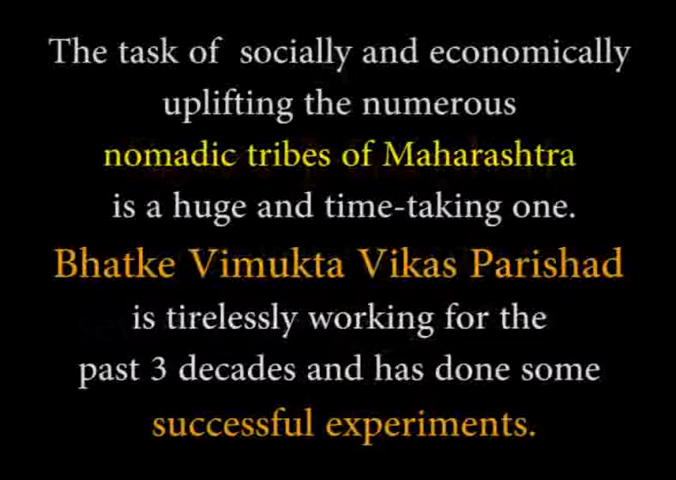 The task of socially and economically
uplifting the numerous
nomadic tribes of Maharashtra
is a huge and time-taking one.
Bhatke Vimukta Vikas Parishad
is tirelessly working for the
past 3 decades and has done some
successful experiments.